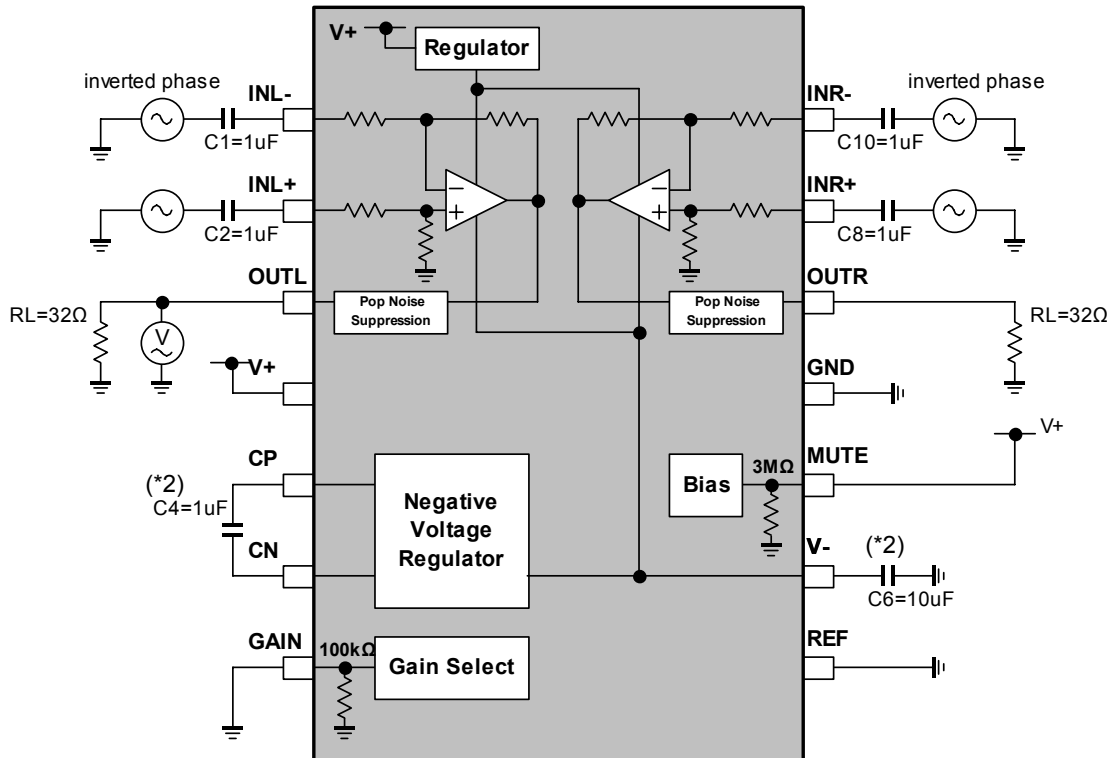 V+
Regulator
inverted phase
INL-
C1=1uF
INR-
inverted phase
C10=1uF
INL+
C2=1uF
INR+
C8=1uF
−
+
−
+
OUTL
Pop Noise
Suppression
Pop Noise
Suppression
OUTR
RL=32Ω
V
RL=32Ω
V+
GND
V+
CP
(*2)
C4=1uF
CN
Negative
Voltage
Regulator
Bias
3MΩ
MUTE
V-
(*2)
C6=10uF
GAIN
100kΩ
Gain Select
REF